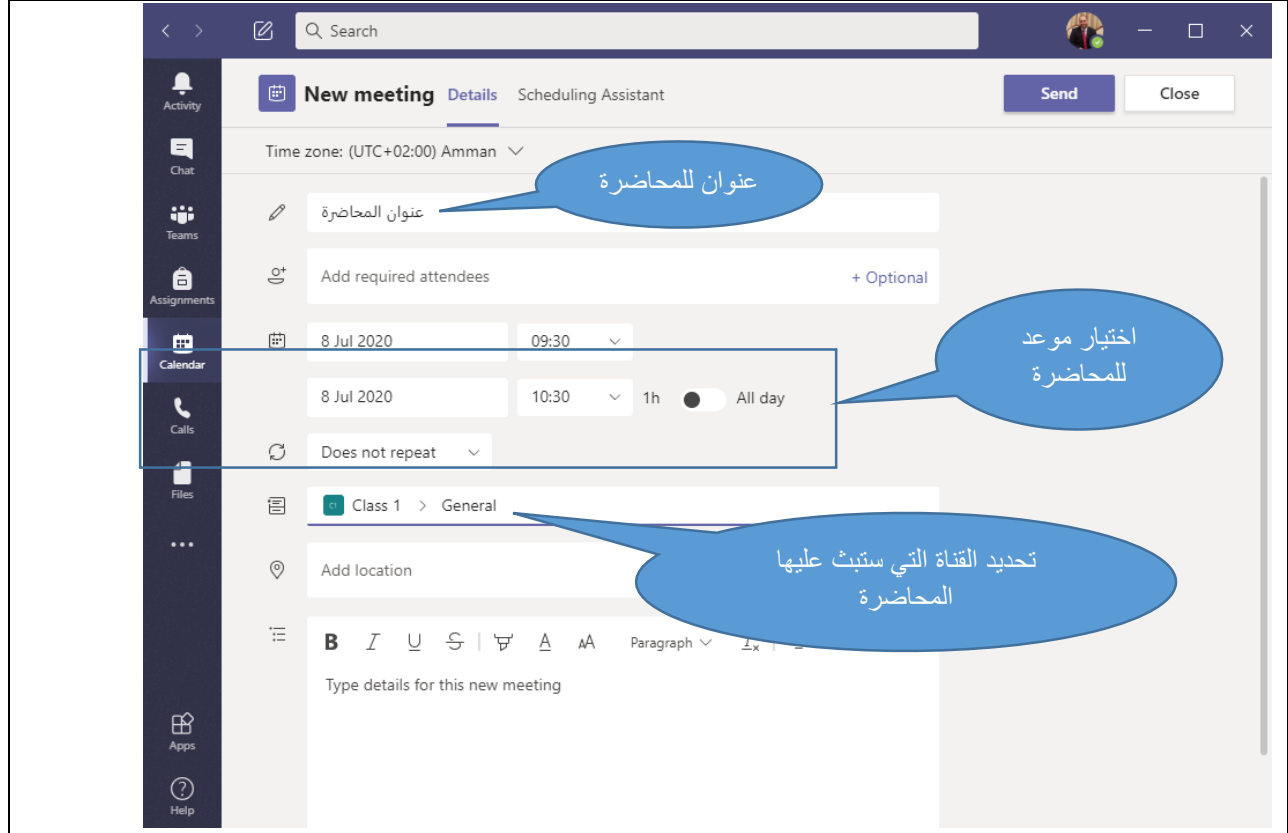 Search
Activity
Chat
Teams
Assignments
Calendar
Calls
Files
Apps
Help
New meeting Details Scheduling Assistant Send Close
Time zone: (UTC+02:00) Amman
عنوان للمحاضرة
عنوان المحاضرة
Add required attendees + Optional
8 Jul 2020 09:30
8 Jul 2020 10:30 1h All day
اختيار موعد
للمحاضرة
Does not repeat
Class 1 > General
تحديد القناة التي ستبث عليها
المحاضرة
Add location
B I U S A AA Paragraph
Type details for this new meeting